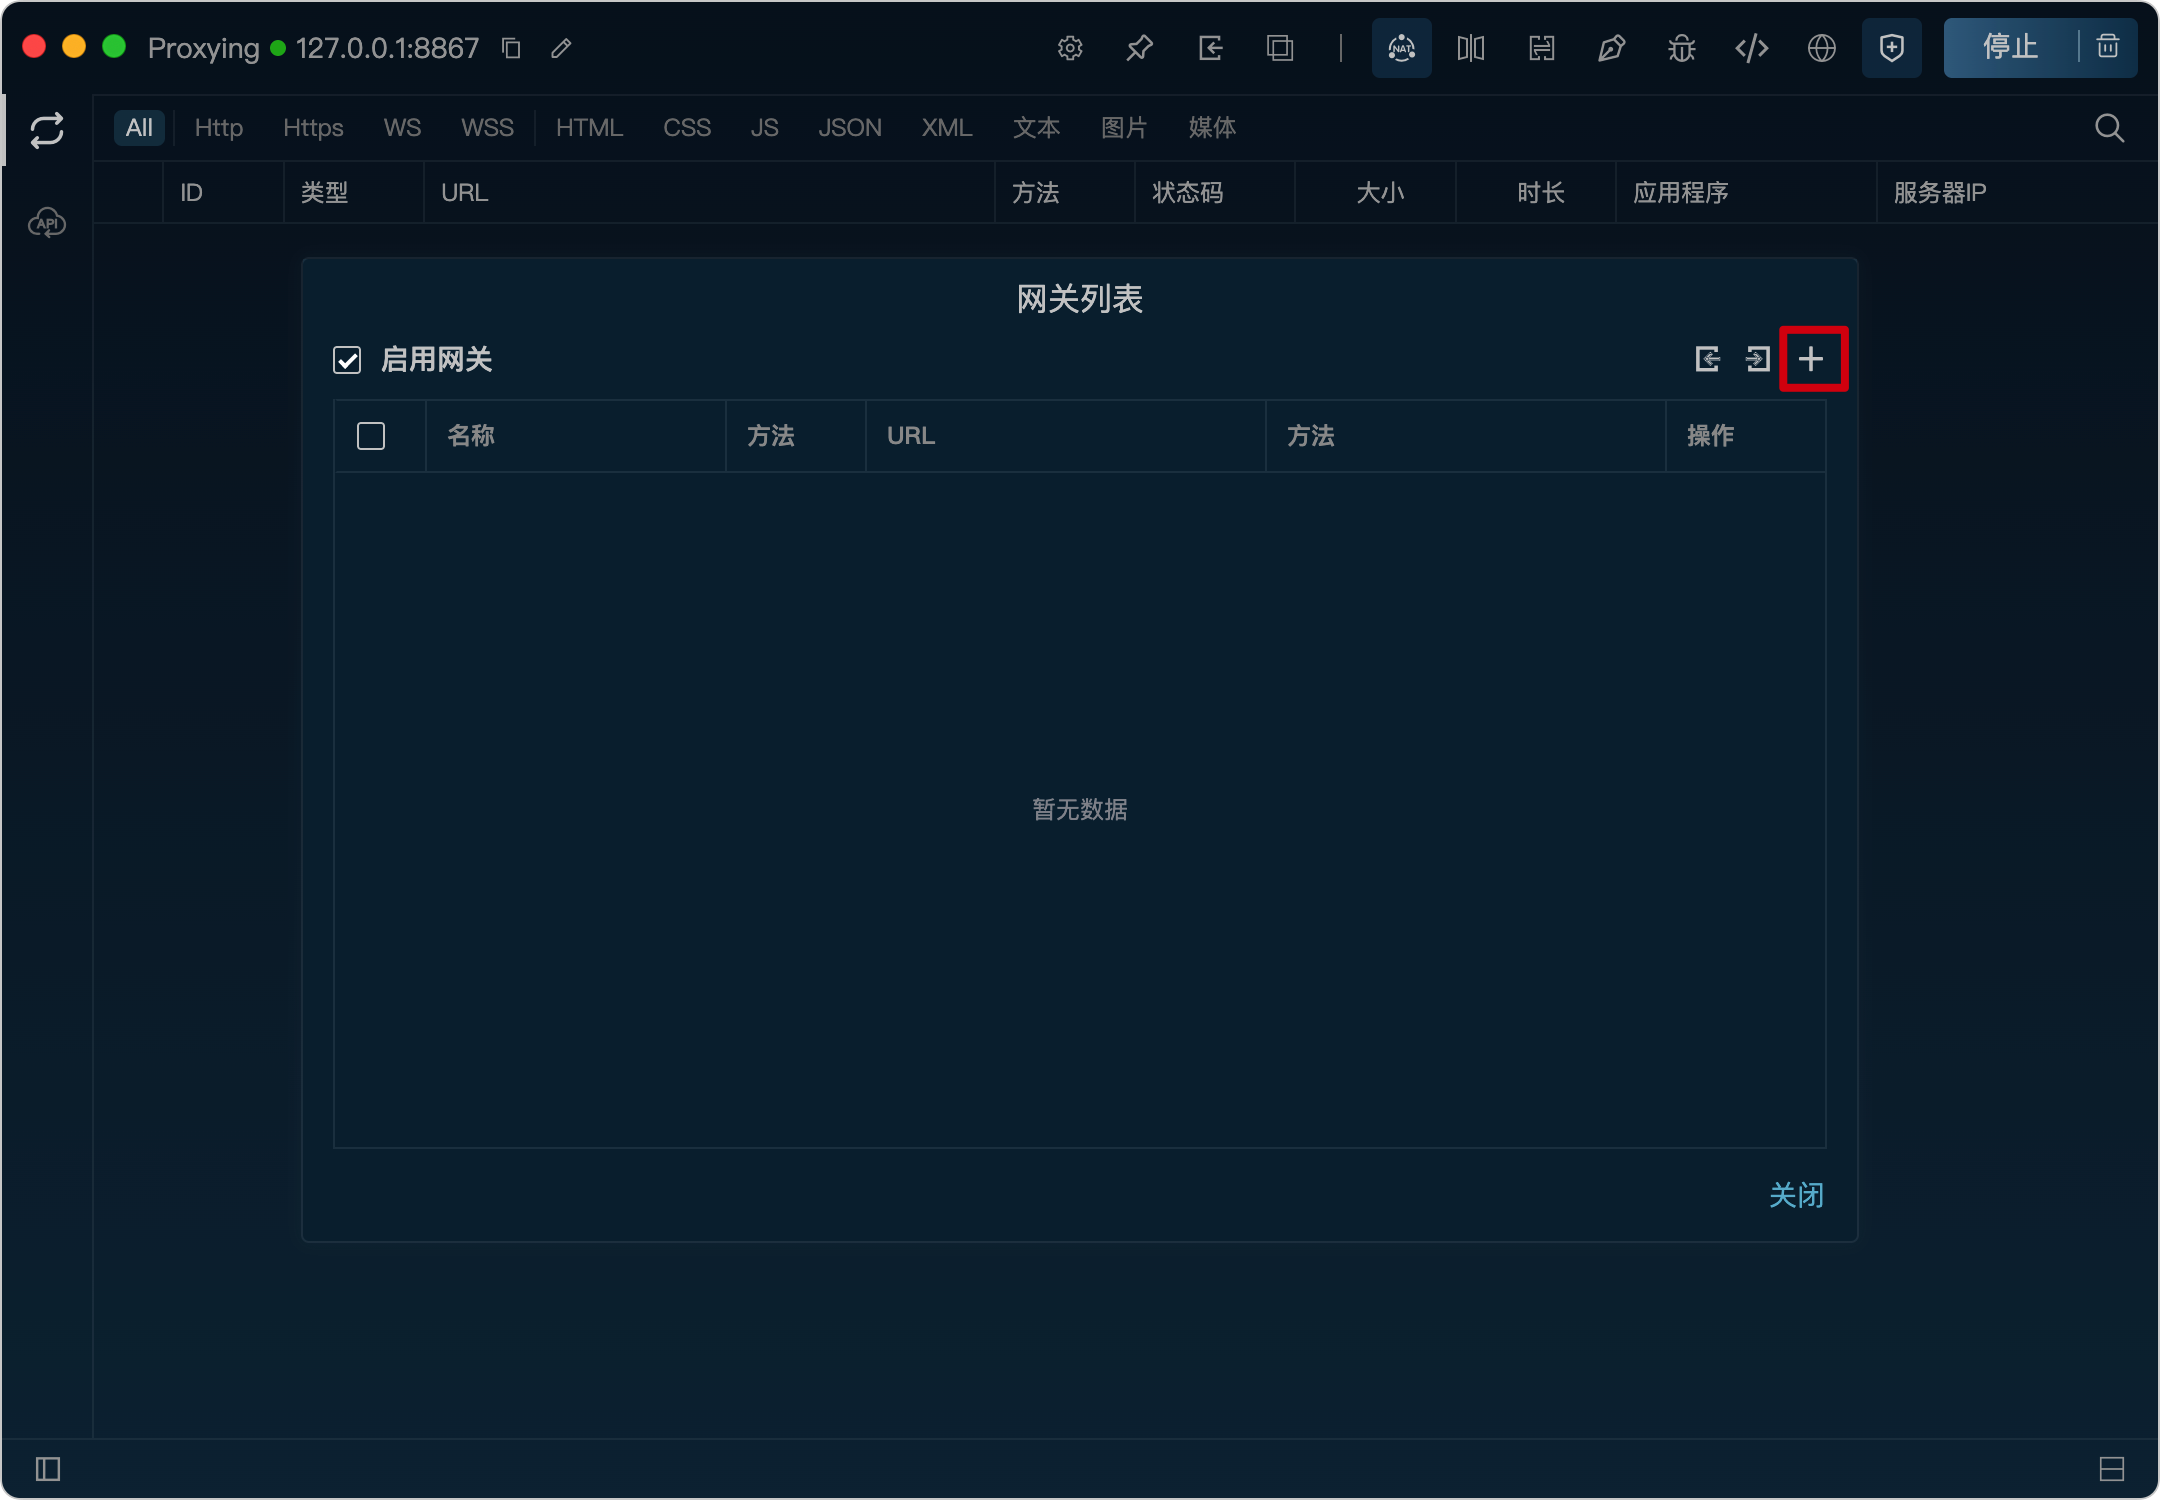 Proxying 127.0.0.1:8867
NAT
停止
All Http Https WS WSS HTML CSS JS JSON XML 文本 图片 媒体
API
ID 类型 URL 方法 状态码 大小 时长 应用程序 服务器IP
网关列表
启用网关
名称 方法 URL 方法 操作
暂无数据
关闭